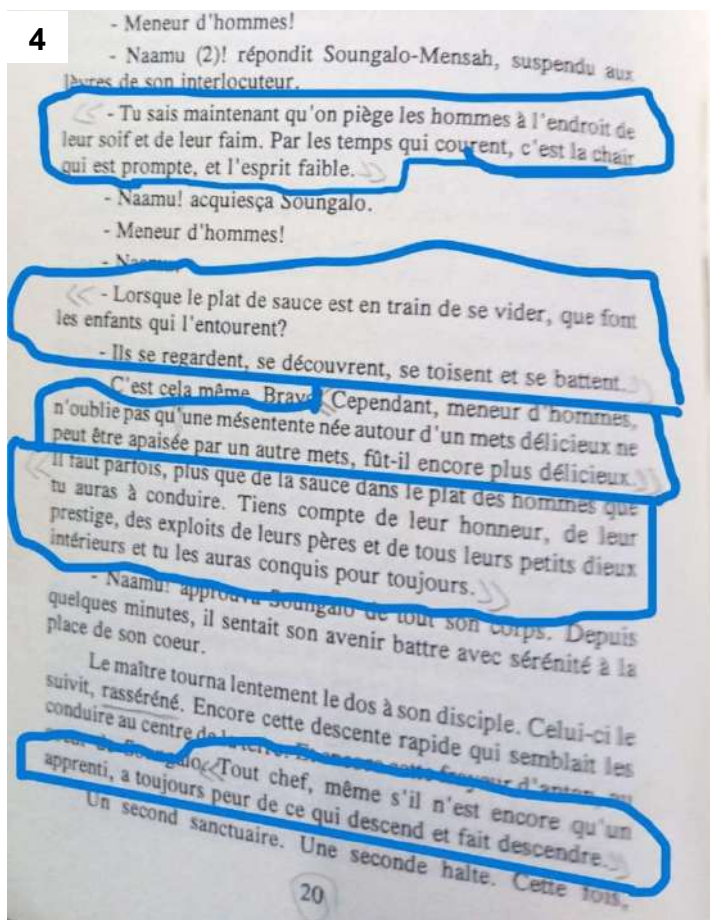 4
- Meneur d'hommes!
- Naamu (2)! répondit Soungalo-Mensah, suspendu aux
lèvres de son interlocuteur.
« - Tu sais maintenant qu'on piège les hommes à l'endroit de
leur soif et de leur faim. Par les temps qui courent, c'est la chair
qui est prompte, et l'esprit faible. »
- Naamu! acquiesça Soungalo.
- Meneur d'hommes!
- Naamu!
« - Lorsque le plat de sauce est en train de se vider, que font
les enfants qui l'entourent?
- Ils se regardent, se découvrent, se toisent et se battent. »
C'est cela même. Bravo! « Cependant, meneur d'hommes,
n'oublie pas qu'une mésentente née autour d'un mets délicieux ne
peut être apaisée par un autre mets, fût-il encore plus délicieux. »
« Il faut parfois, plus que de la sauce dans le plat des hommes que
tu auras à conduire. Tiens compte de leur honneur, de leur
prestige, des exploits de leurs pères et de tous leurs petits dieux
intérieurs et tu les auras conquis pour toujours. »
- Naamu! approuva Soungalo de tout son corps. Depuis
quelques minutes, il sentait son avenir battre avec sérénité à la
place de son coeur.
Le maître tourna lentement le dos à son disciple. Celui-ci le
suivit, rasséréné. Encore cette descente rapide qui semblait les
conduire au centre de la terre. Et encore cette frayeur d'antan, au
coeur de Soungalo. « Tout chef, même s'il n'est encore qu'un
apprenti, a toujours peur de ce qui descend et fait descendre. »
Un second sanctuaire. Une seconde halte. Cette fois,
20